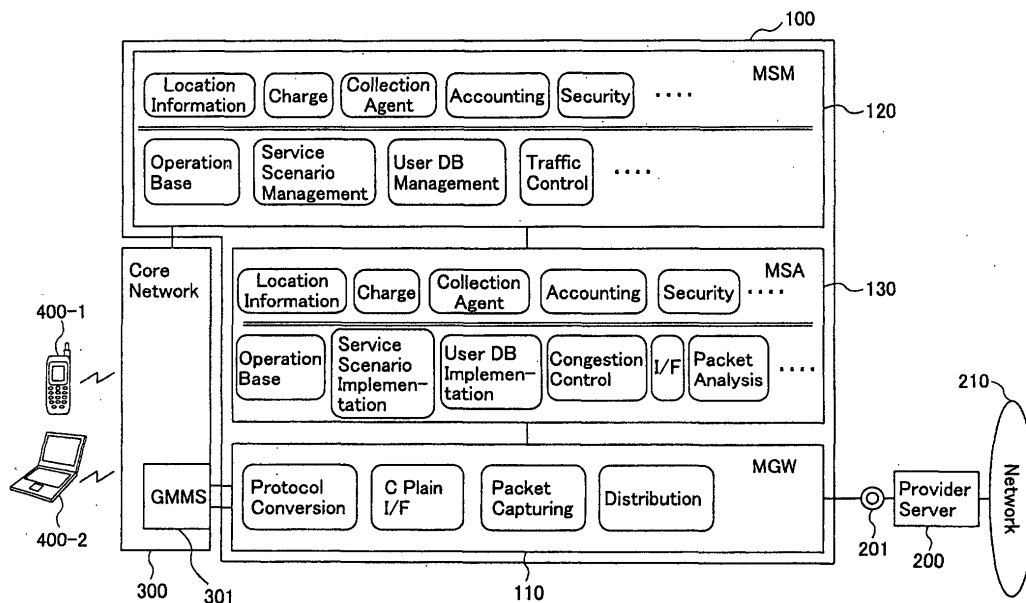 100
MSM
Location
Information
Charge
Collection
Agent
Accounting
Security
....
120
Operation
Base
Service
Scenario
Management
User DB
Management
Traffic
Control
....
Core
Network
MSA
Location
Information
Charge
Collection
Agent
Accounting
Security
....
130
400-1
Operation
Base
Service
Scenario
Implemen-
tation
User DB
Implemen-
tation
Congestion
Control
I/F
Packet
Analysis
....
210
MGW
GMMS
Protocol
Conversion
C Plain
I/F
Packet
Capturing
Distribution
Provider
Server
Network
400-2
300
301
110
201
200